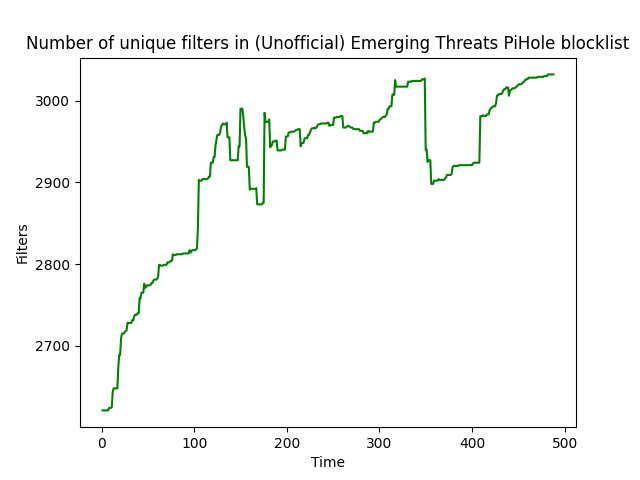 Number of unique filters in (Unofficial) Emerging Threats PiHole blocklist
3000
2900
2800
2700
Filters
0 100 200 300 400 500
Time